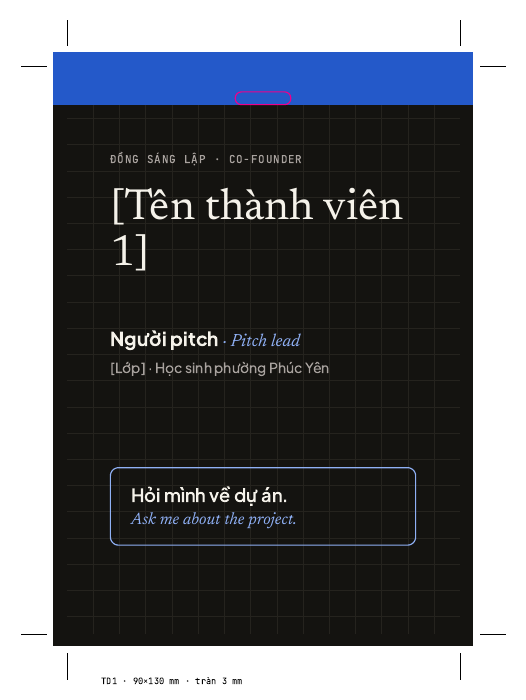 ĐỒNG SÁNG LẬP · CO-FOUNDER
[Tên thành viên
1]
Người pitch · Pitch lead
[Lớp] · Học sinh phường Phúc Yên
Hỏi mình về dự án.
Ask me about the project.
TD1 · 90×130 mm · tràn 3 mm